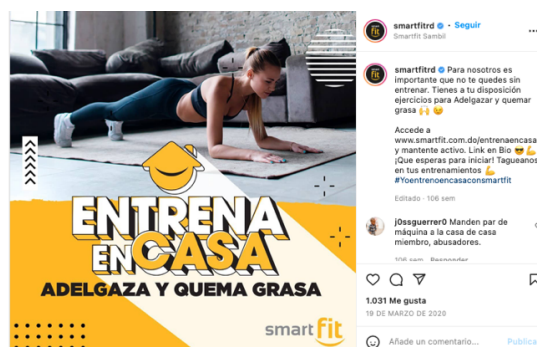 ENTRENA
EN CASA
ADELGAZA Y QUEMA GRASA
smart fit
smartfitrd • Seguir
Smartfit Sambil
smartfitrd Para nosotros es
importante que no te quedes sin
entrenar. Tienes a tu disposición
ejercicios para Adelgazar y quemar
grasa 🙌 😉
Accede a
www.smartfit.com.do/entrenaencasa
y mantente activo. Link en Bio 😎💪
¡Que esperas para iniciar! Tagueanos
en tus entrenamientos 💪
#Yoentrenoencasaconsmartfit
Editado · 106 sem
j0ssguerrer0 Manden par de
máquina a la casa de casa
miembro, abusadores.
106 sem Responder
1.031 Me gusta
19 DE MARZO DE 2020
Añade un comentario...
Publica